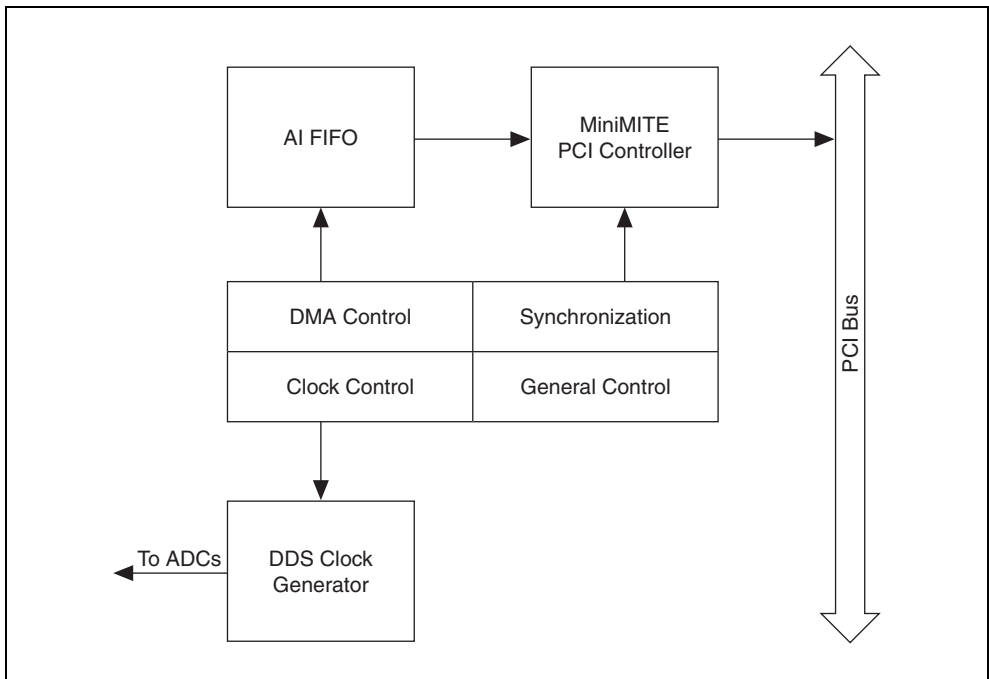 AI FIFO
MiniMITE
PCI Controller
DMA Control
Synchronization
Clock Control
General Control
PCI Bus
To ADCs
DDS Clock
Generator